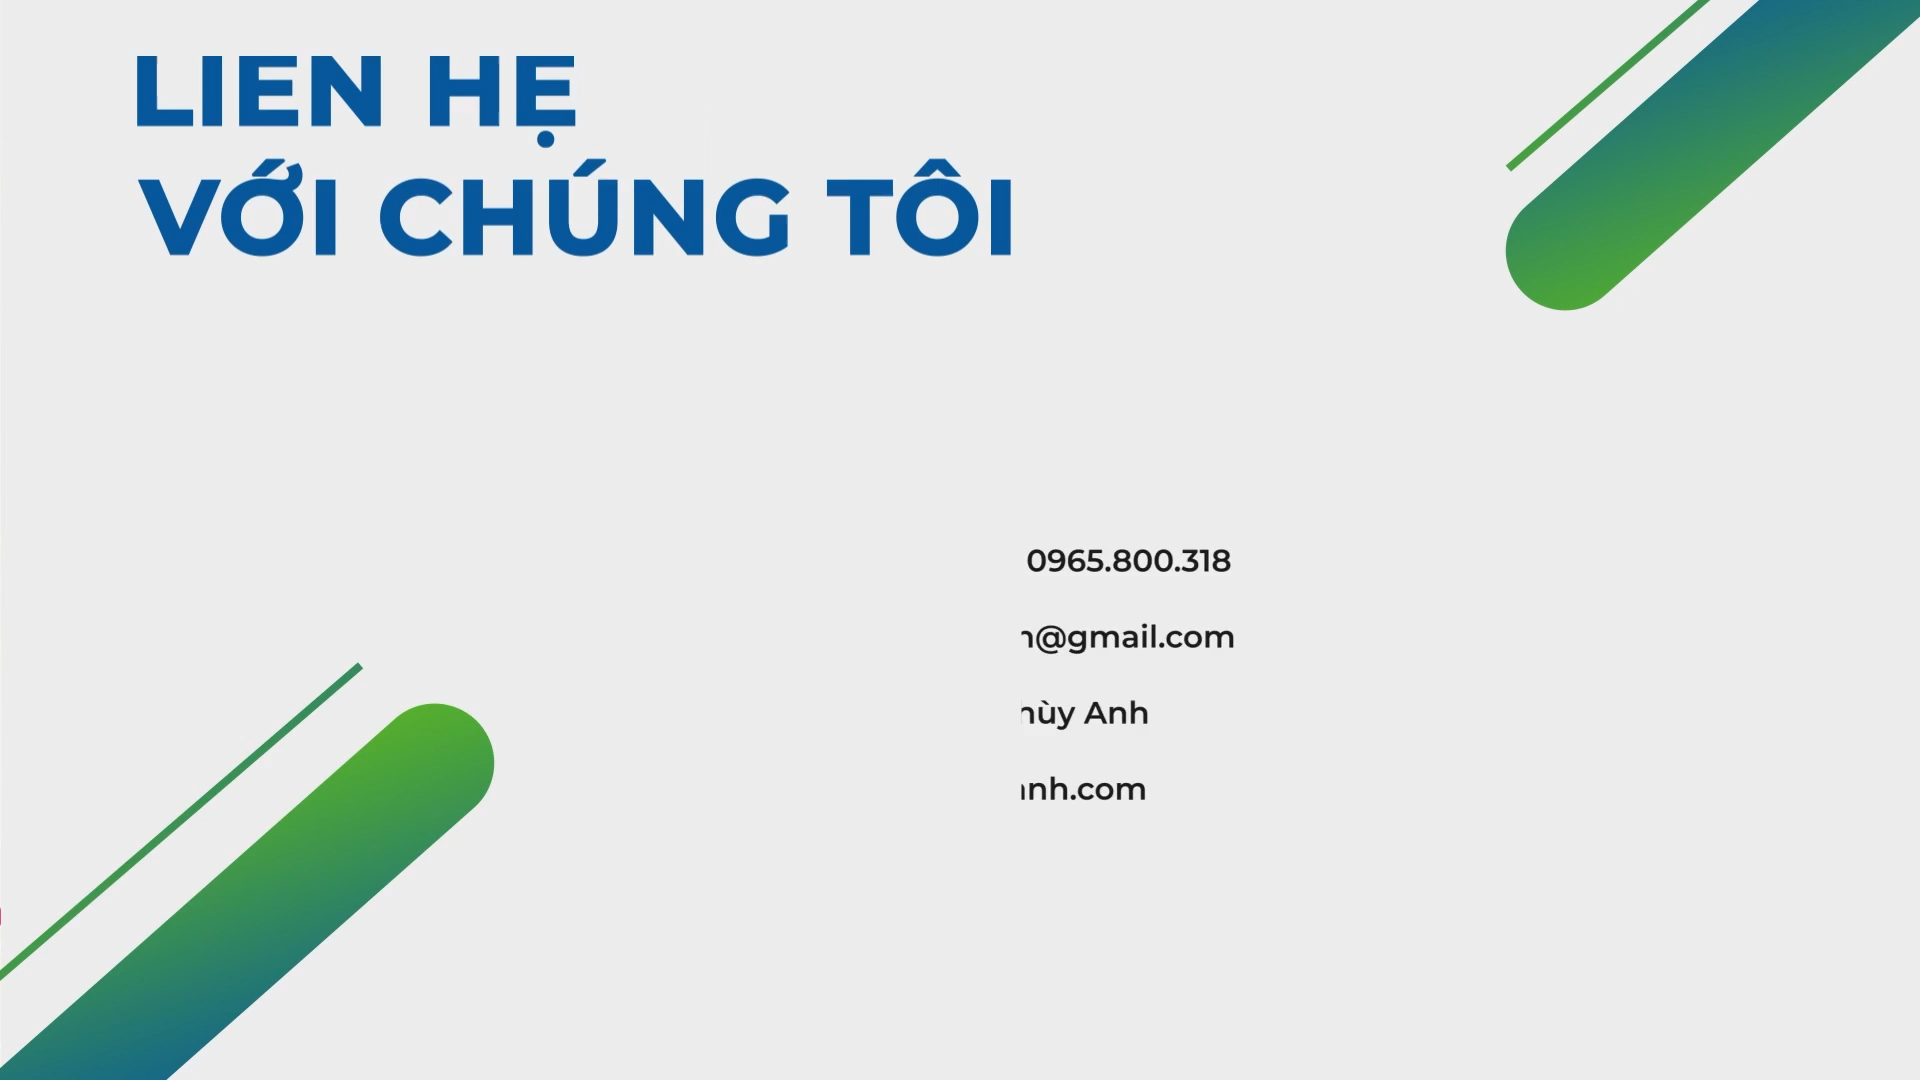 LIEN HẸ
VỚI CHÚNG TÔI
0965.800.318
@gmail.com
Anh
.com